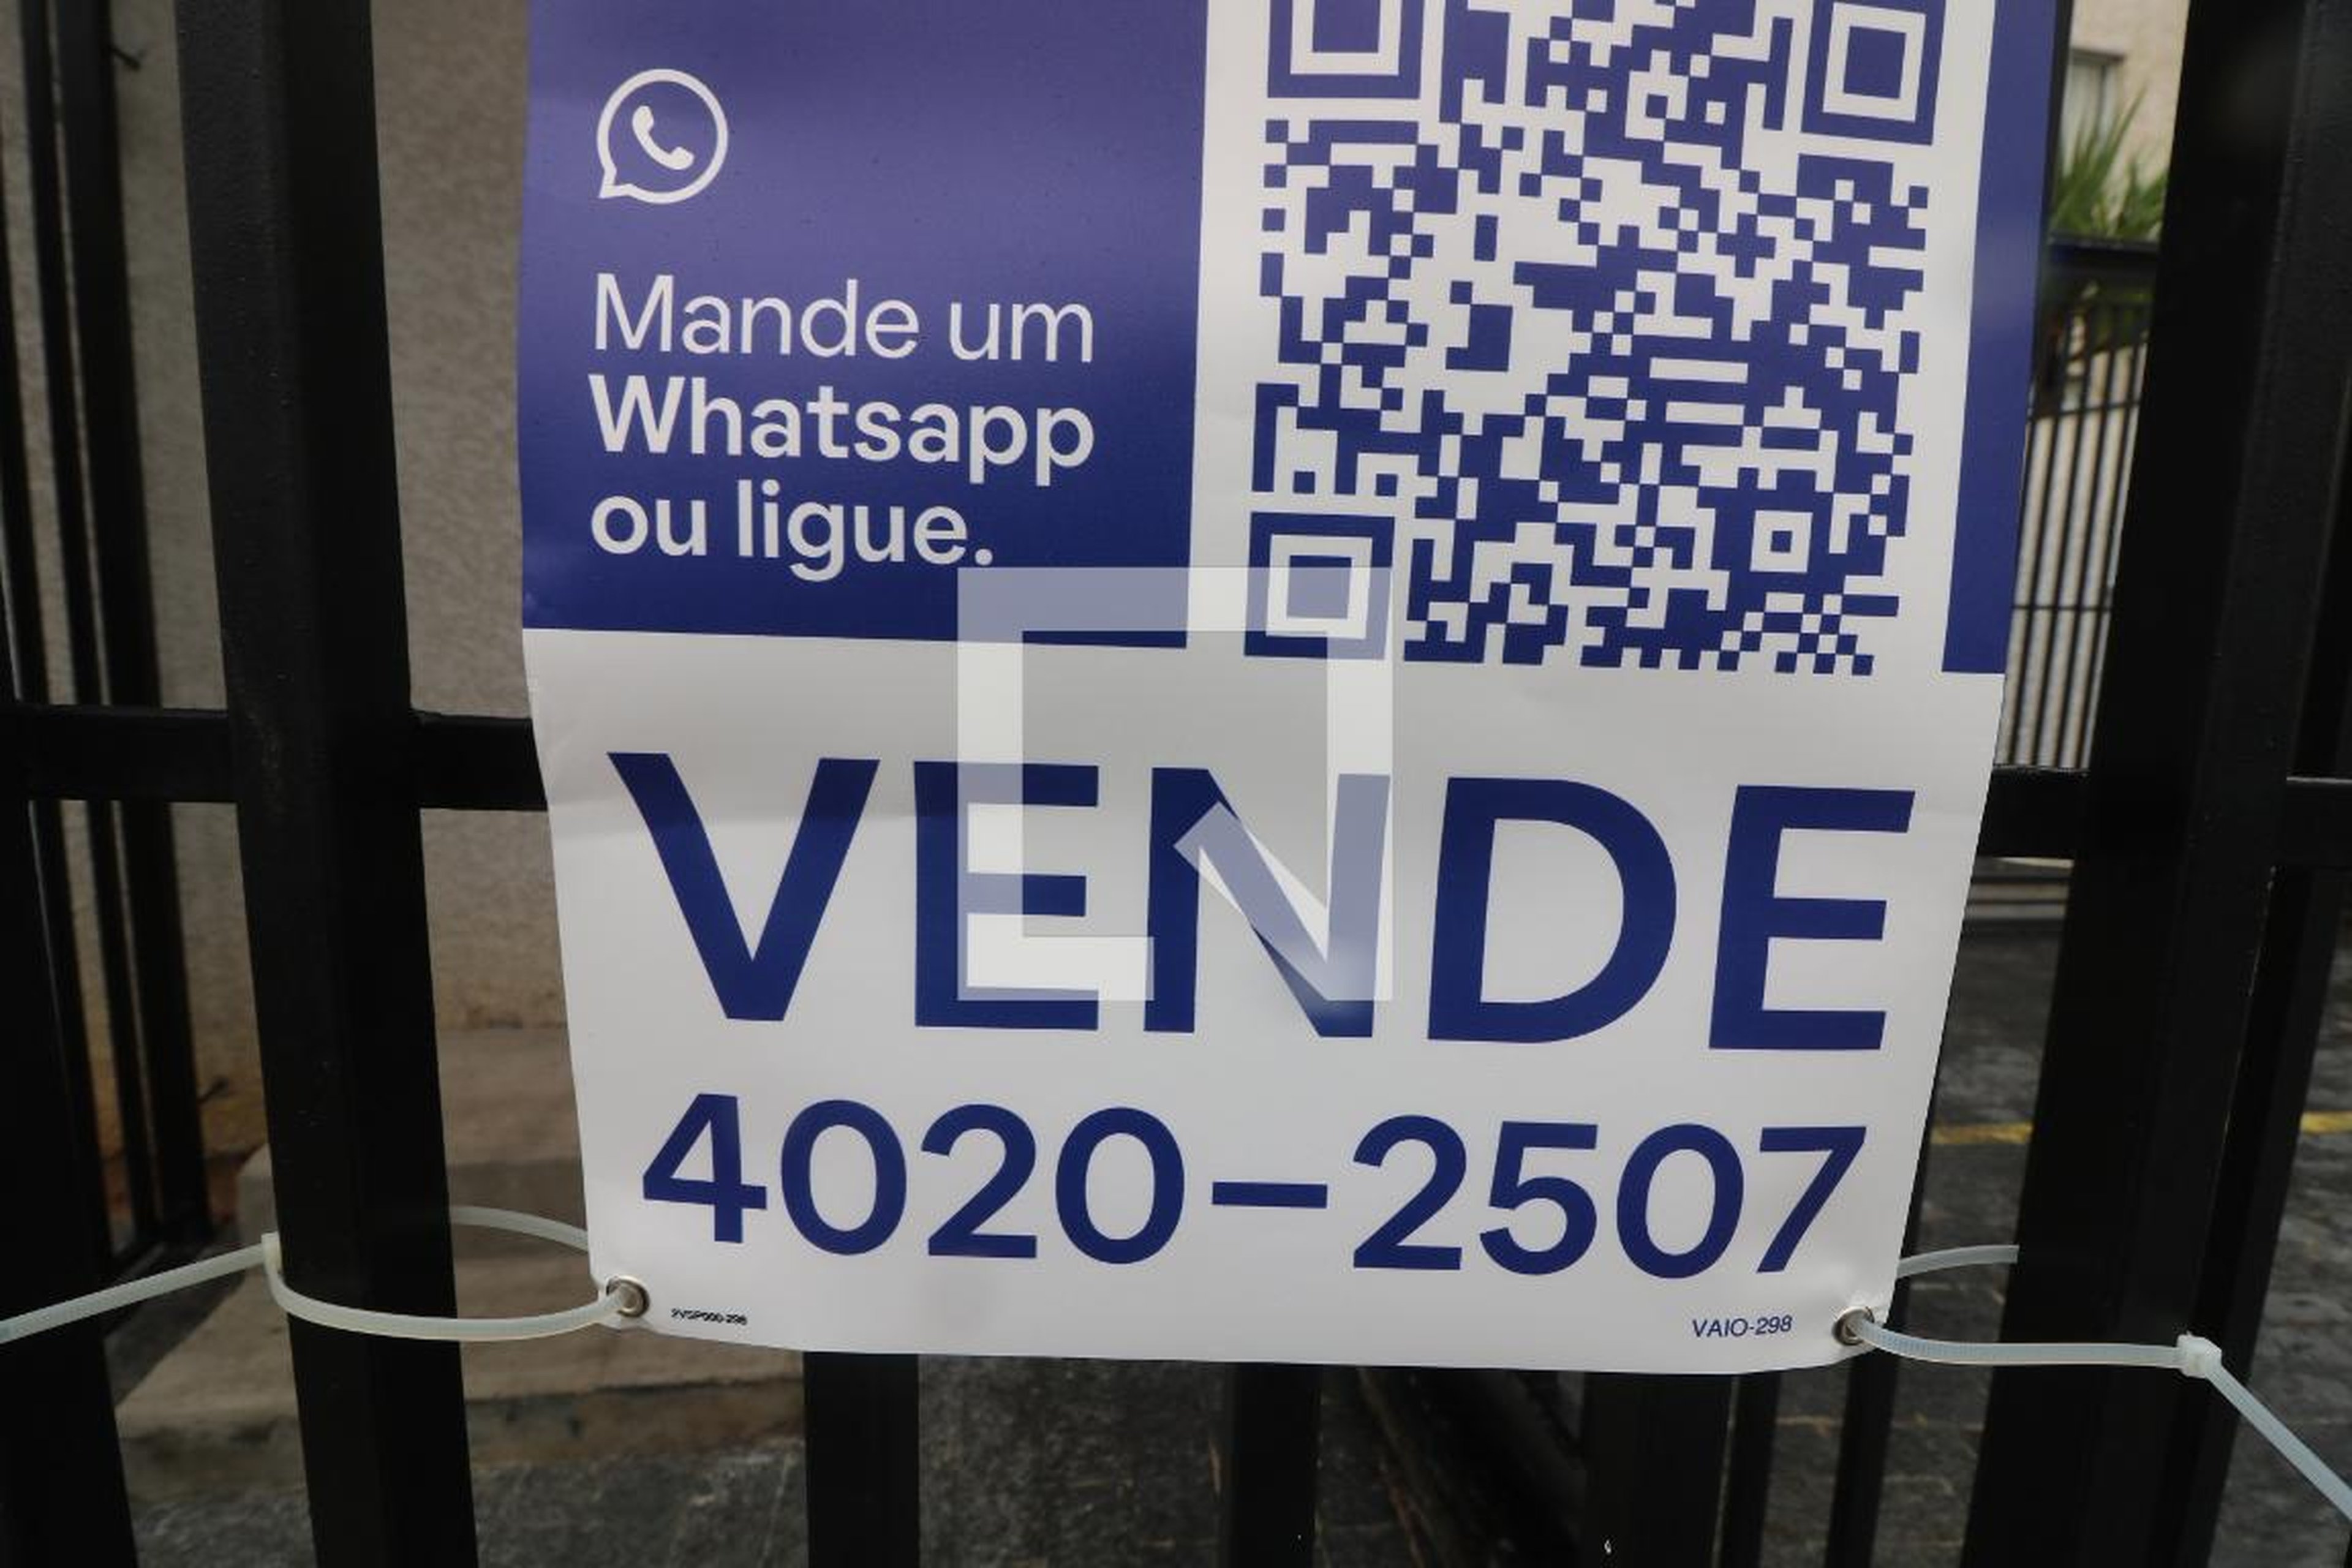 Mande um
Whatsapp
ou ligue.
VENDE
4020-2507
VAIO-298